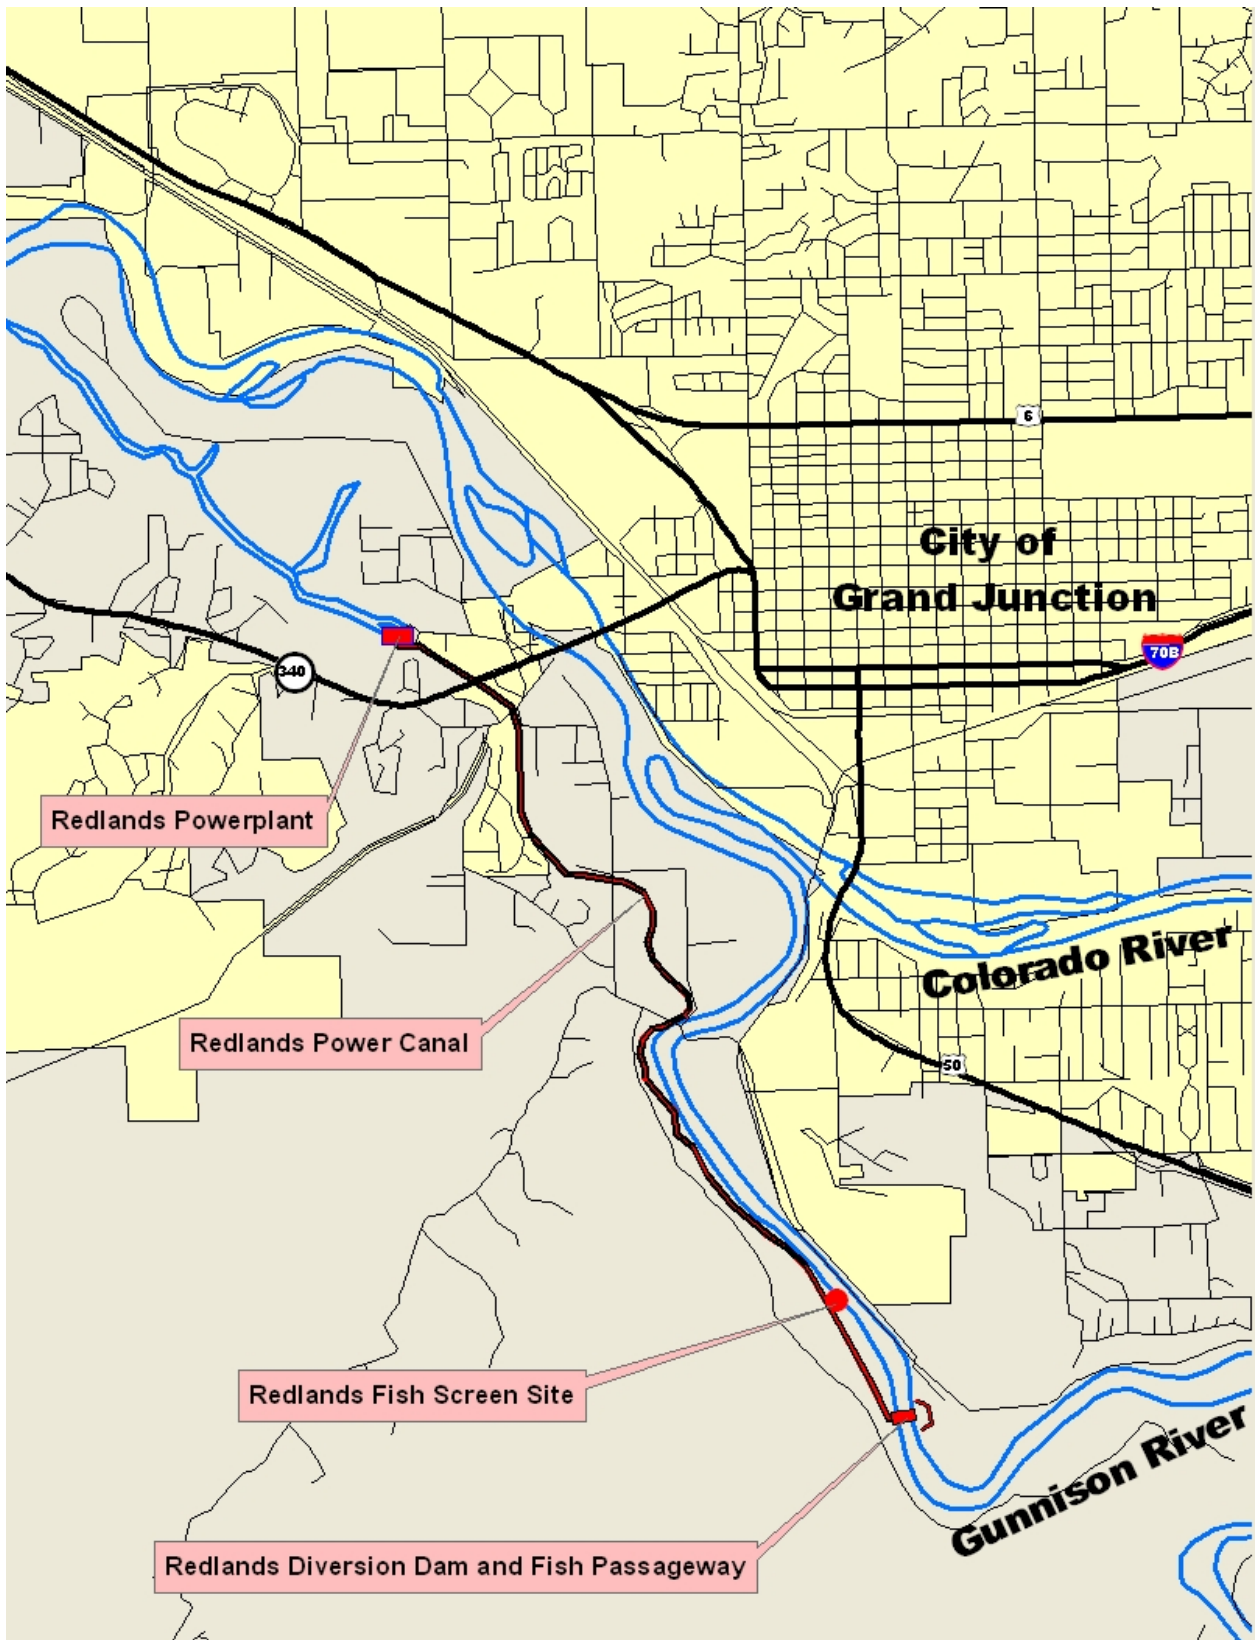 6
City of
Grand Junction
70B
340
Redlands Powerplant
Colorado River
Redlands Power Canal
50
Redlands Fish Screen Site
Gunnison River
Redlands Diversion Dam and Fish Passageway